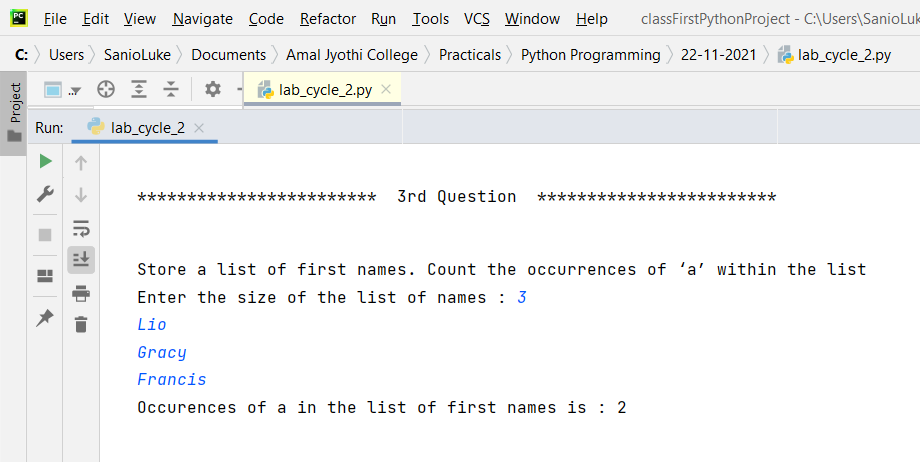 PC File Edit View Navigate Code Refactor Run Tools VCS Window Help classFirstPythonProject - C:\Users\SanioLuk
C: Users SanioLuke Documents Amal Jyothi College Practicals Python Programming 22-11-2021 lab_cycle_2.py
Project
.. lab_cycle_2.py
Run: lab_cycle_2
************************ 3rd Question ************************
Store a list of first names. Count the occurrences of ‘a’ within the list
Enter the size of the list of names : 3
Lio
Gracy
Francis
Occurences of a in the list of first names is : 2